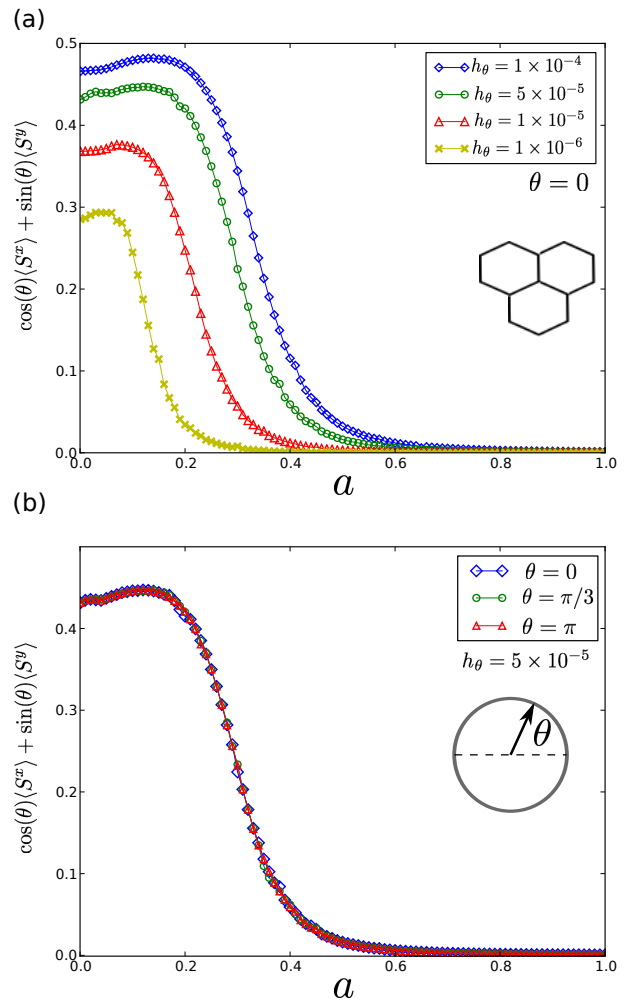 (a)
0.5
0.4
0.3
0.2
0.1
0.0
cos(θ)⟨S^x⟩ + sin(θ)⟨S^y⟩
h_θ = 1 × 10^−4
h_θ = 5 × 10^−5
h_θ = 1 × 10^−5
h_θ = 1 × 10^−6
θ = 0
0.0 0.2 0.4 0.6 0.8 1.0
a
(b)
0.4
0.3
0.2
0.1
0.0
cos(θ)⟨S^x⟩ + sin(θ)⟨S^y⟩
θ = 0
θ = π/3
θ = π
h_θ = 5 × 10^−5
θ
0.0 0.2 0.4 0.6 0.8 1.0
a